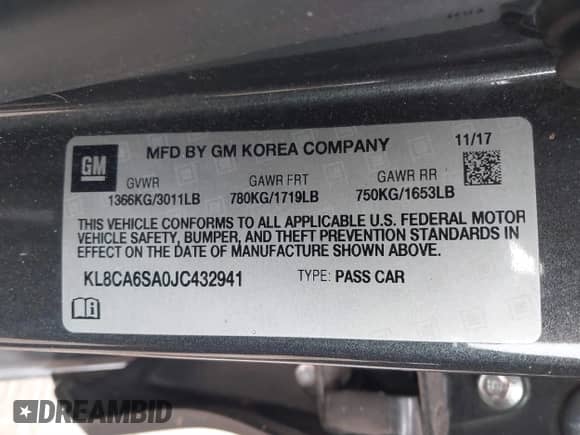 GM
MFD BY GM KOREA COMPANY
11/17
GVWR GAWR FRT GAWR RR
1366KG/3011LB 780KG/1719LB 750KG/1653LB
THIS VEHICLE CONFORMS TO ALL APPLICABLE U.S. FEDERAL MOTOR
VEHICLE SAFETY, BUMPER, AND THEFT PREVENTION STANDARDS IN
EFFECT ON THE DATE OF MANUFACTURE SHOWN ABOVE.
KL8CA6SA0JC432941 TYPE: PASS CAR
DREAMBID